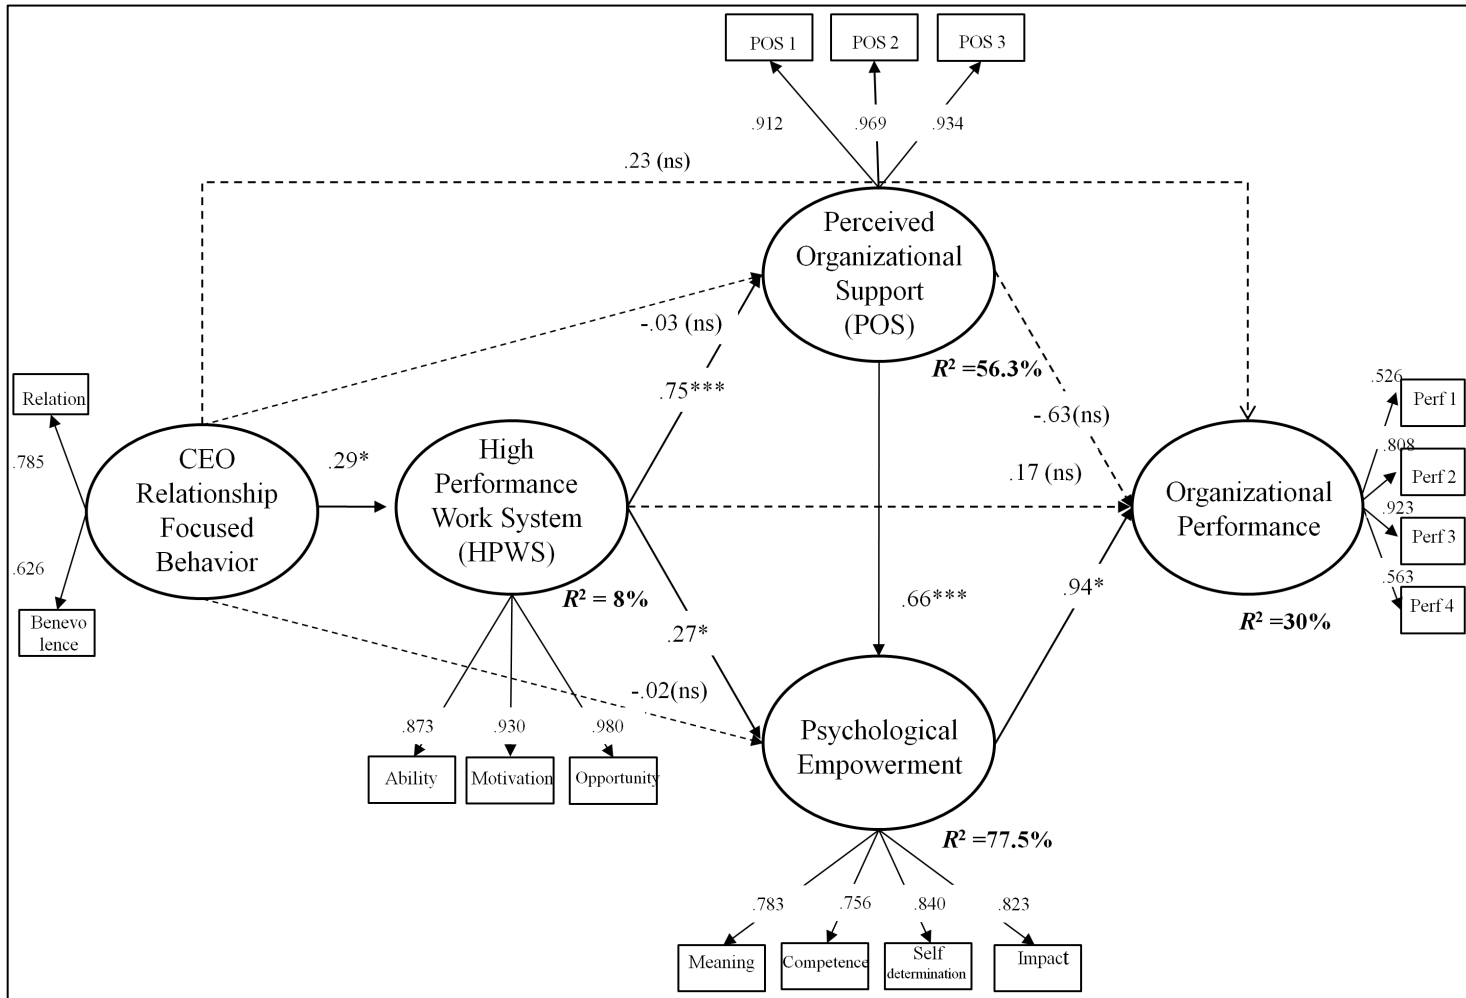 POS 1
POS 2
POS 3
.912
.969
.934
.23 (ns)
Perceived
Organizational
Support
(POS)
-.03 (ns)
R² =56.3%
.75***
-.63(ns)
Relation
.785
CEO
Relationship
Focused
Behavior
.29*
High
Performance
Work System
(HPWS)
.17 (ns)
Organizational
Performance
.526
Perf 1
.808
Perf 2
.923
Perf 3
.563
Perf 4
.626
Benevo
lence
R² = 8%
.27*
.66***
.94*
R² =30%
-.02(ns)
.873
.930
.980
Ability
Motivation
Opportunity
Psychological
Empowerment
R² =77.5%
.783
.756
.840
.823
Meaning
Competence
Self
determination
Impact